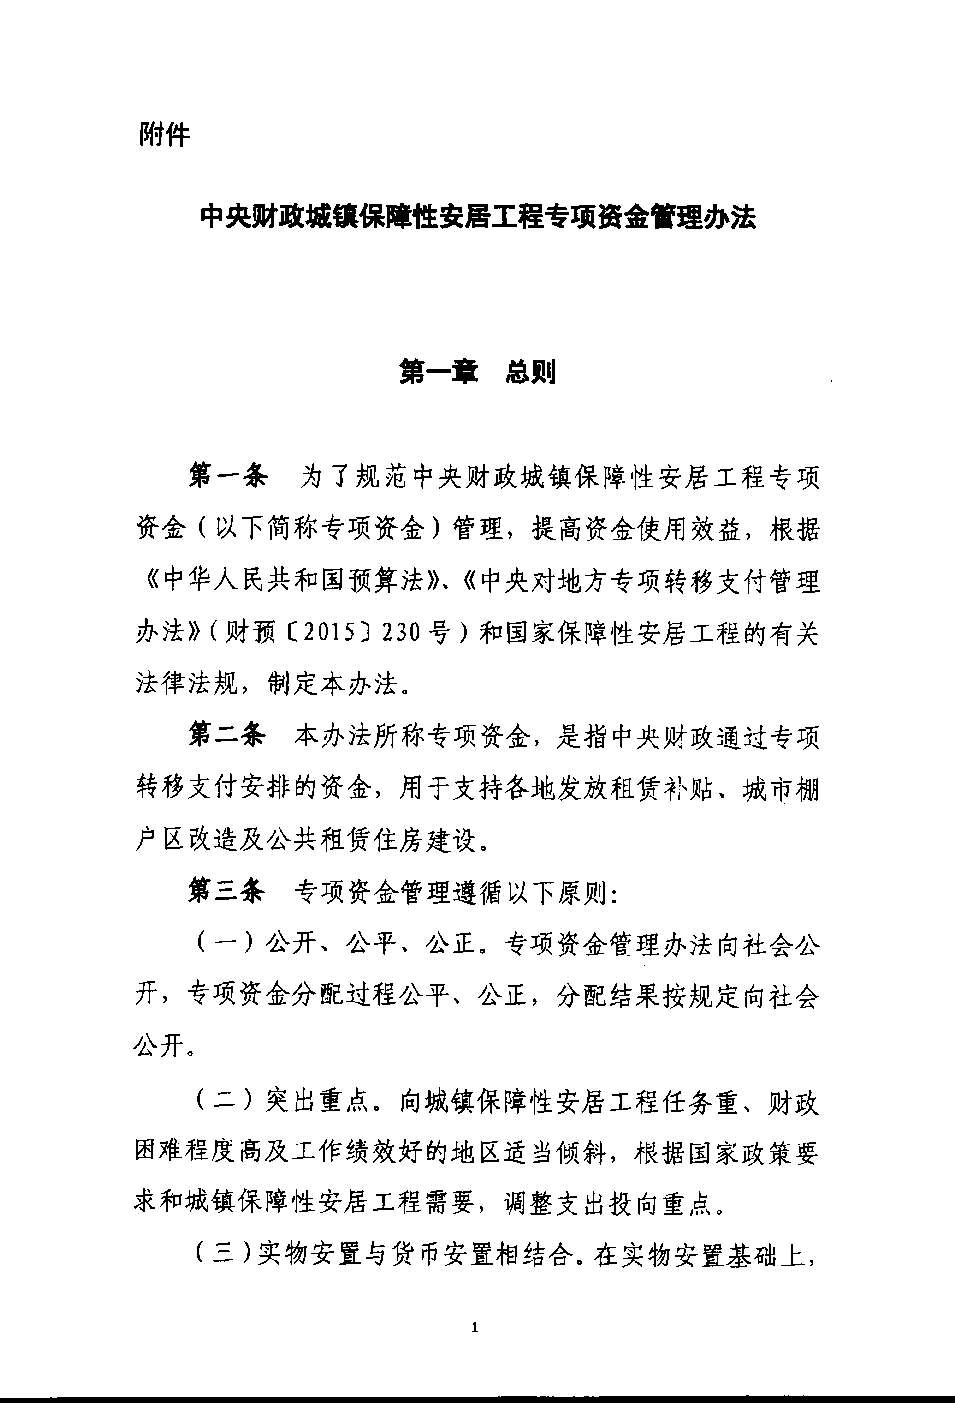 附件
中央财政城镇保障性安居工程专项资金管理办法
第一章 总则
第一条 为了规范中央财政城镇保障性安居工程专项
资金(以下简称专项资金)管理，提高资金使用效益，根据
《中华人民共和国预算法》、《中央对地方专项转移支付管理
办法》(财预〔2015〕230号)和国家保障性安居工程的有关
法律法规，制定本办法。
第二条 本办法所称专项资金，是指中央财政通过专项
转移支付安排的资金，用于支持各地发放租赁补贴、城市棚
户区改造及公共租赁住房建设。
第三条 专项资金管理遵循以下原则:
(一)公开、公平、公正。专项资金管理办法向社会公
开，专项资金分配过程公平、公正，分配结果按规定向社会
公开。
(二)突出重点。向城镇保障性安居工程任务重、财政
困难程度高及工作绩效好的地区适当倾斜，根据国家政策要
求和城镇保障性安居工程需要，调整支出投向重点。
(三)实物安置与货币安置相结合。在实物安置基础上，
1